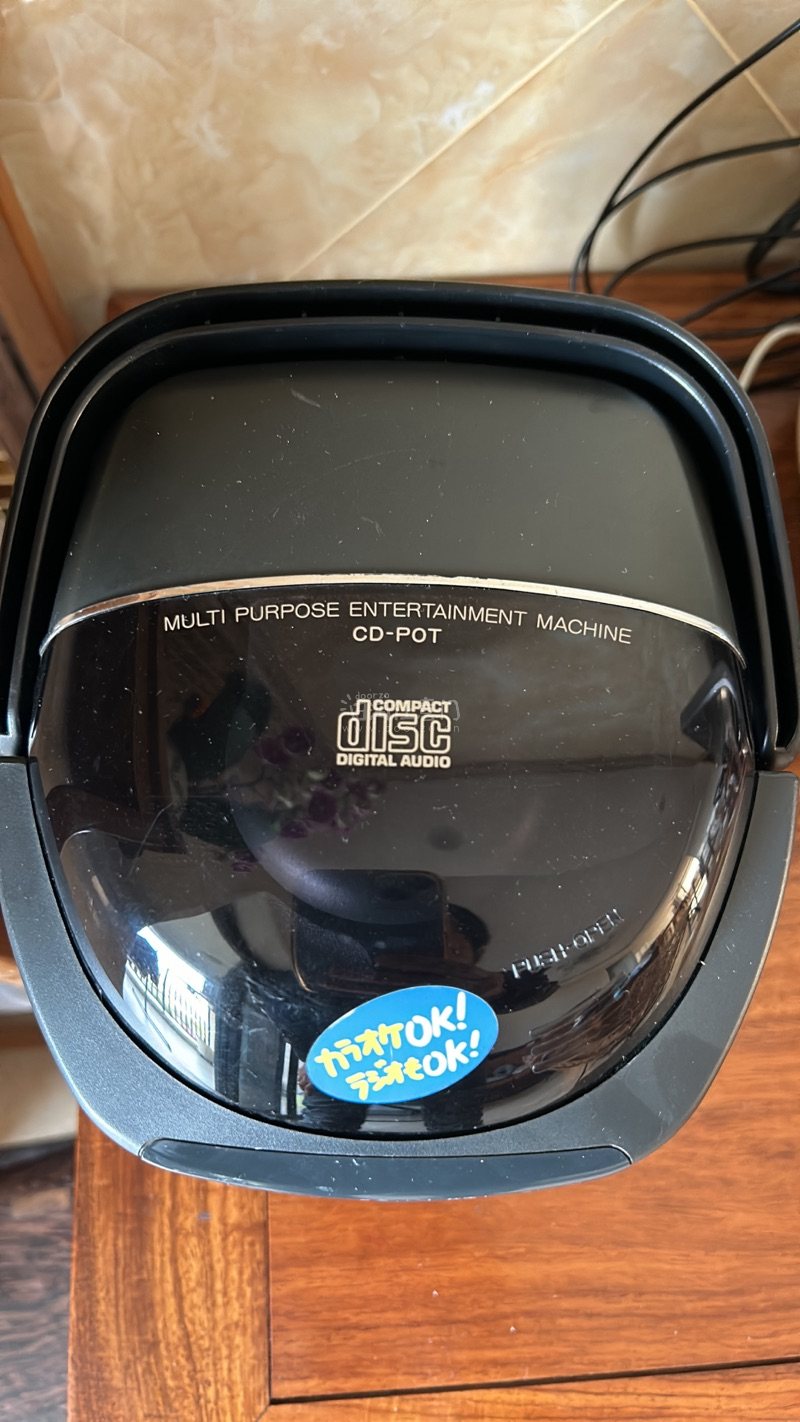 MULTI PURPOSE ENTERTAINMENT MACHINE
CD-POT
COMPACT
disc
DIGITAL AUDIO
PUSH-OPEN
カラオケOK!
ラジオもOK!